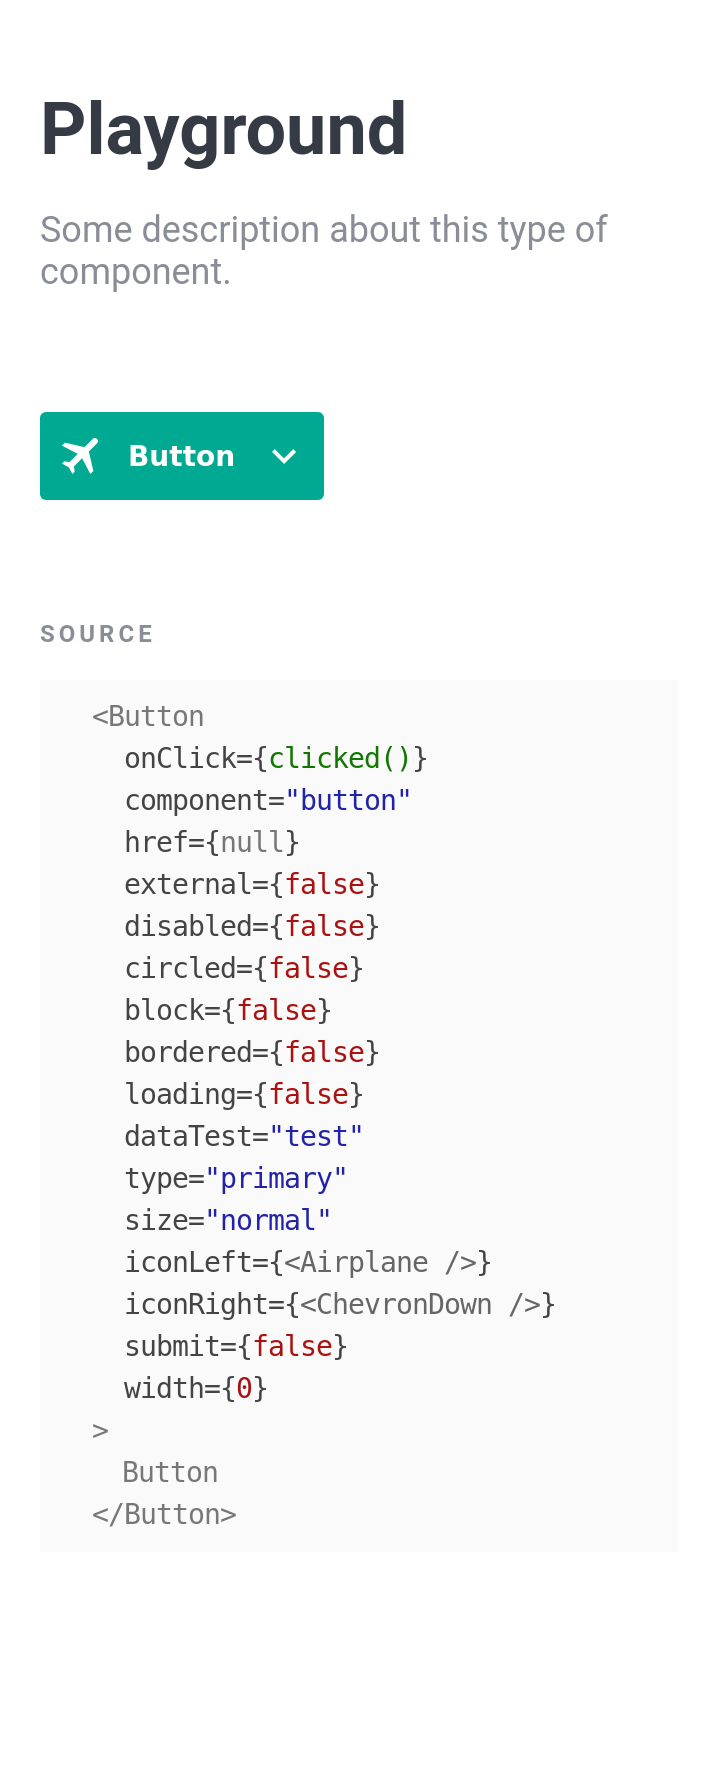 Playground
Some description about this type of
component.
Button
SOURCE
<Button
onClick={clicked()}
component="button"
href={null}
external={false}
disabled={false}
circled={false}
block={false}
bordered={false}
loading={false}
dataTest="test"
type="primary"
size="normal"
iconLeft={<Airplane />}
iconRight={<ChevronDown />}
submit={false}
width={0}
>
Button
</Button>